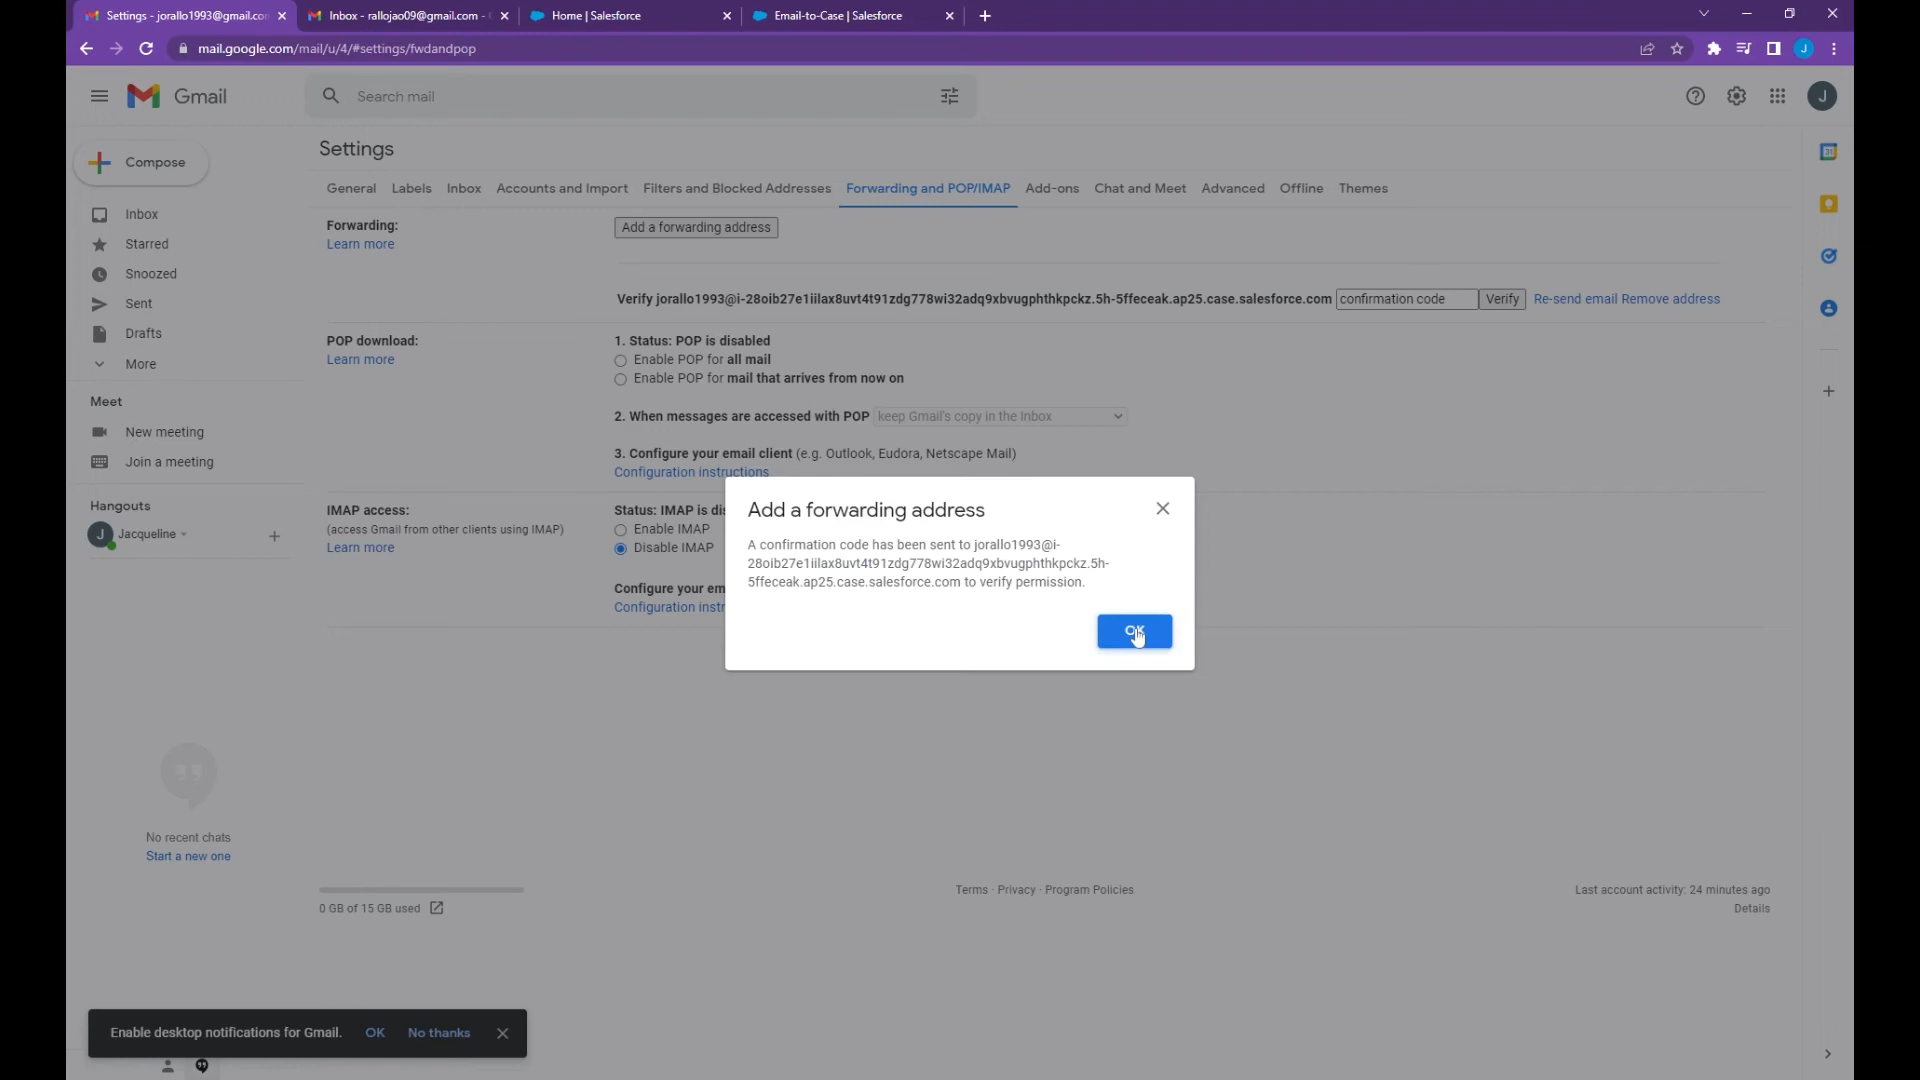 Settings - jorallo1993@gmail.co
Inbox - rallojao09@gmail.com -
Home | Salesforce
Email-to-Case | Salesforce
mail.google.com/mail/u/4/#settings/fwdandpop
J
Gmail
Search mail
J
Compose
Inbox
Starred
Snoozed
Sent
Drafts
More
Meet
New meeting
Join a meeting
Hangouts
J
Jacqueline
No recent chats
Start a new one
Settings
General
Labels
Inbox
Accounts and Import
Filters and Blocked Addresses
Forwarding and POP/IMAP
Add-ons
Chat and Meet
Advanced
Offline
Themes
Forwarding:
Learn more
Add a forwarding address
Verify jorallo1993@i-28oib27e1iilax8uvt4t91zdg778wi32adq9xbvugphthkpckz.5h-5ffeceak.ap25.case.salesforce.com confirmation code Verify Re-send email Remove address
POP download:
Learn more
1. Status: POP is disabled
Enable POP for all mail
Enable POP for mail that arrives from now on
2. When messages are accessed with POP keep Gmail's copy in the Inbox
3. Configure your email client (e.g. Outlook, Eudora, Netscape Mail)
Configuration instructions
IMAP access:
(access Gmail from other clients using IMAP)
Learn more
Status: IMAP is dis
Enable IMAP
Disable IMAP
Configure your em
Configuration instr
Add a forwarding address
A confirmation code has been sent to jorallo1993@i-
28oib27e1iilax8uvt4t91zdg778wi32adq9xbvugphthkpckz.5h-
5ffeceak.ap25.case.salesforce.com to verify permission.
OK
0 GB of 15 GB used
Terms · Privacy · Program Policies
Last account activity: 24 minutes ago
Details
Enable desktop notifications for Gmail. OK No thanks